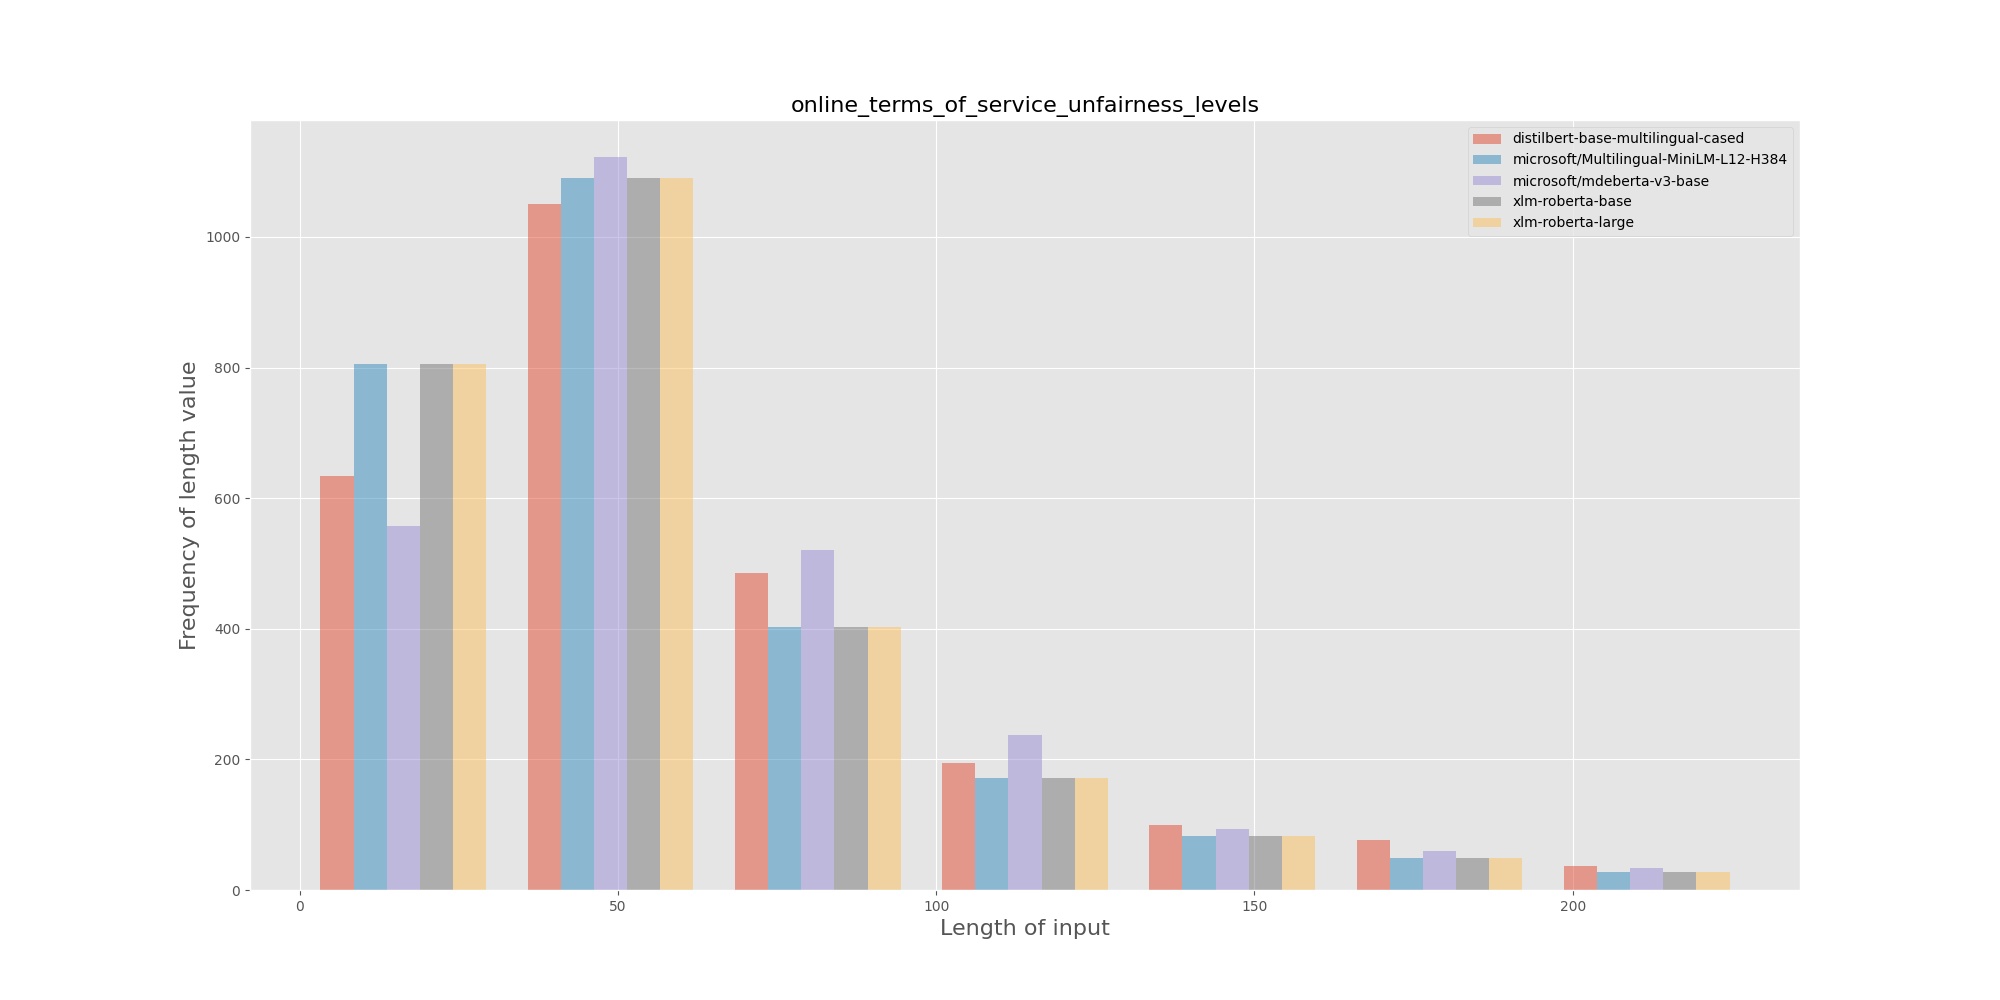 online_terms_of_service_unfairness_levels
distilbert-base-multilingual-cased
microsoft/Multilingual-MiniLM-L12-H384
microsoft/mdeberta-v3-base
xlm-roberta-base
xlm-roberta-large
1000
800
600
400
200
0
Frequency of length value
0 50 100 150 200
Length of input